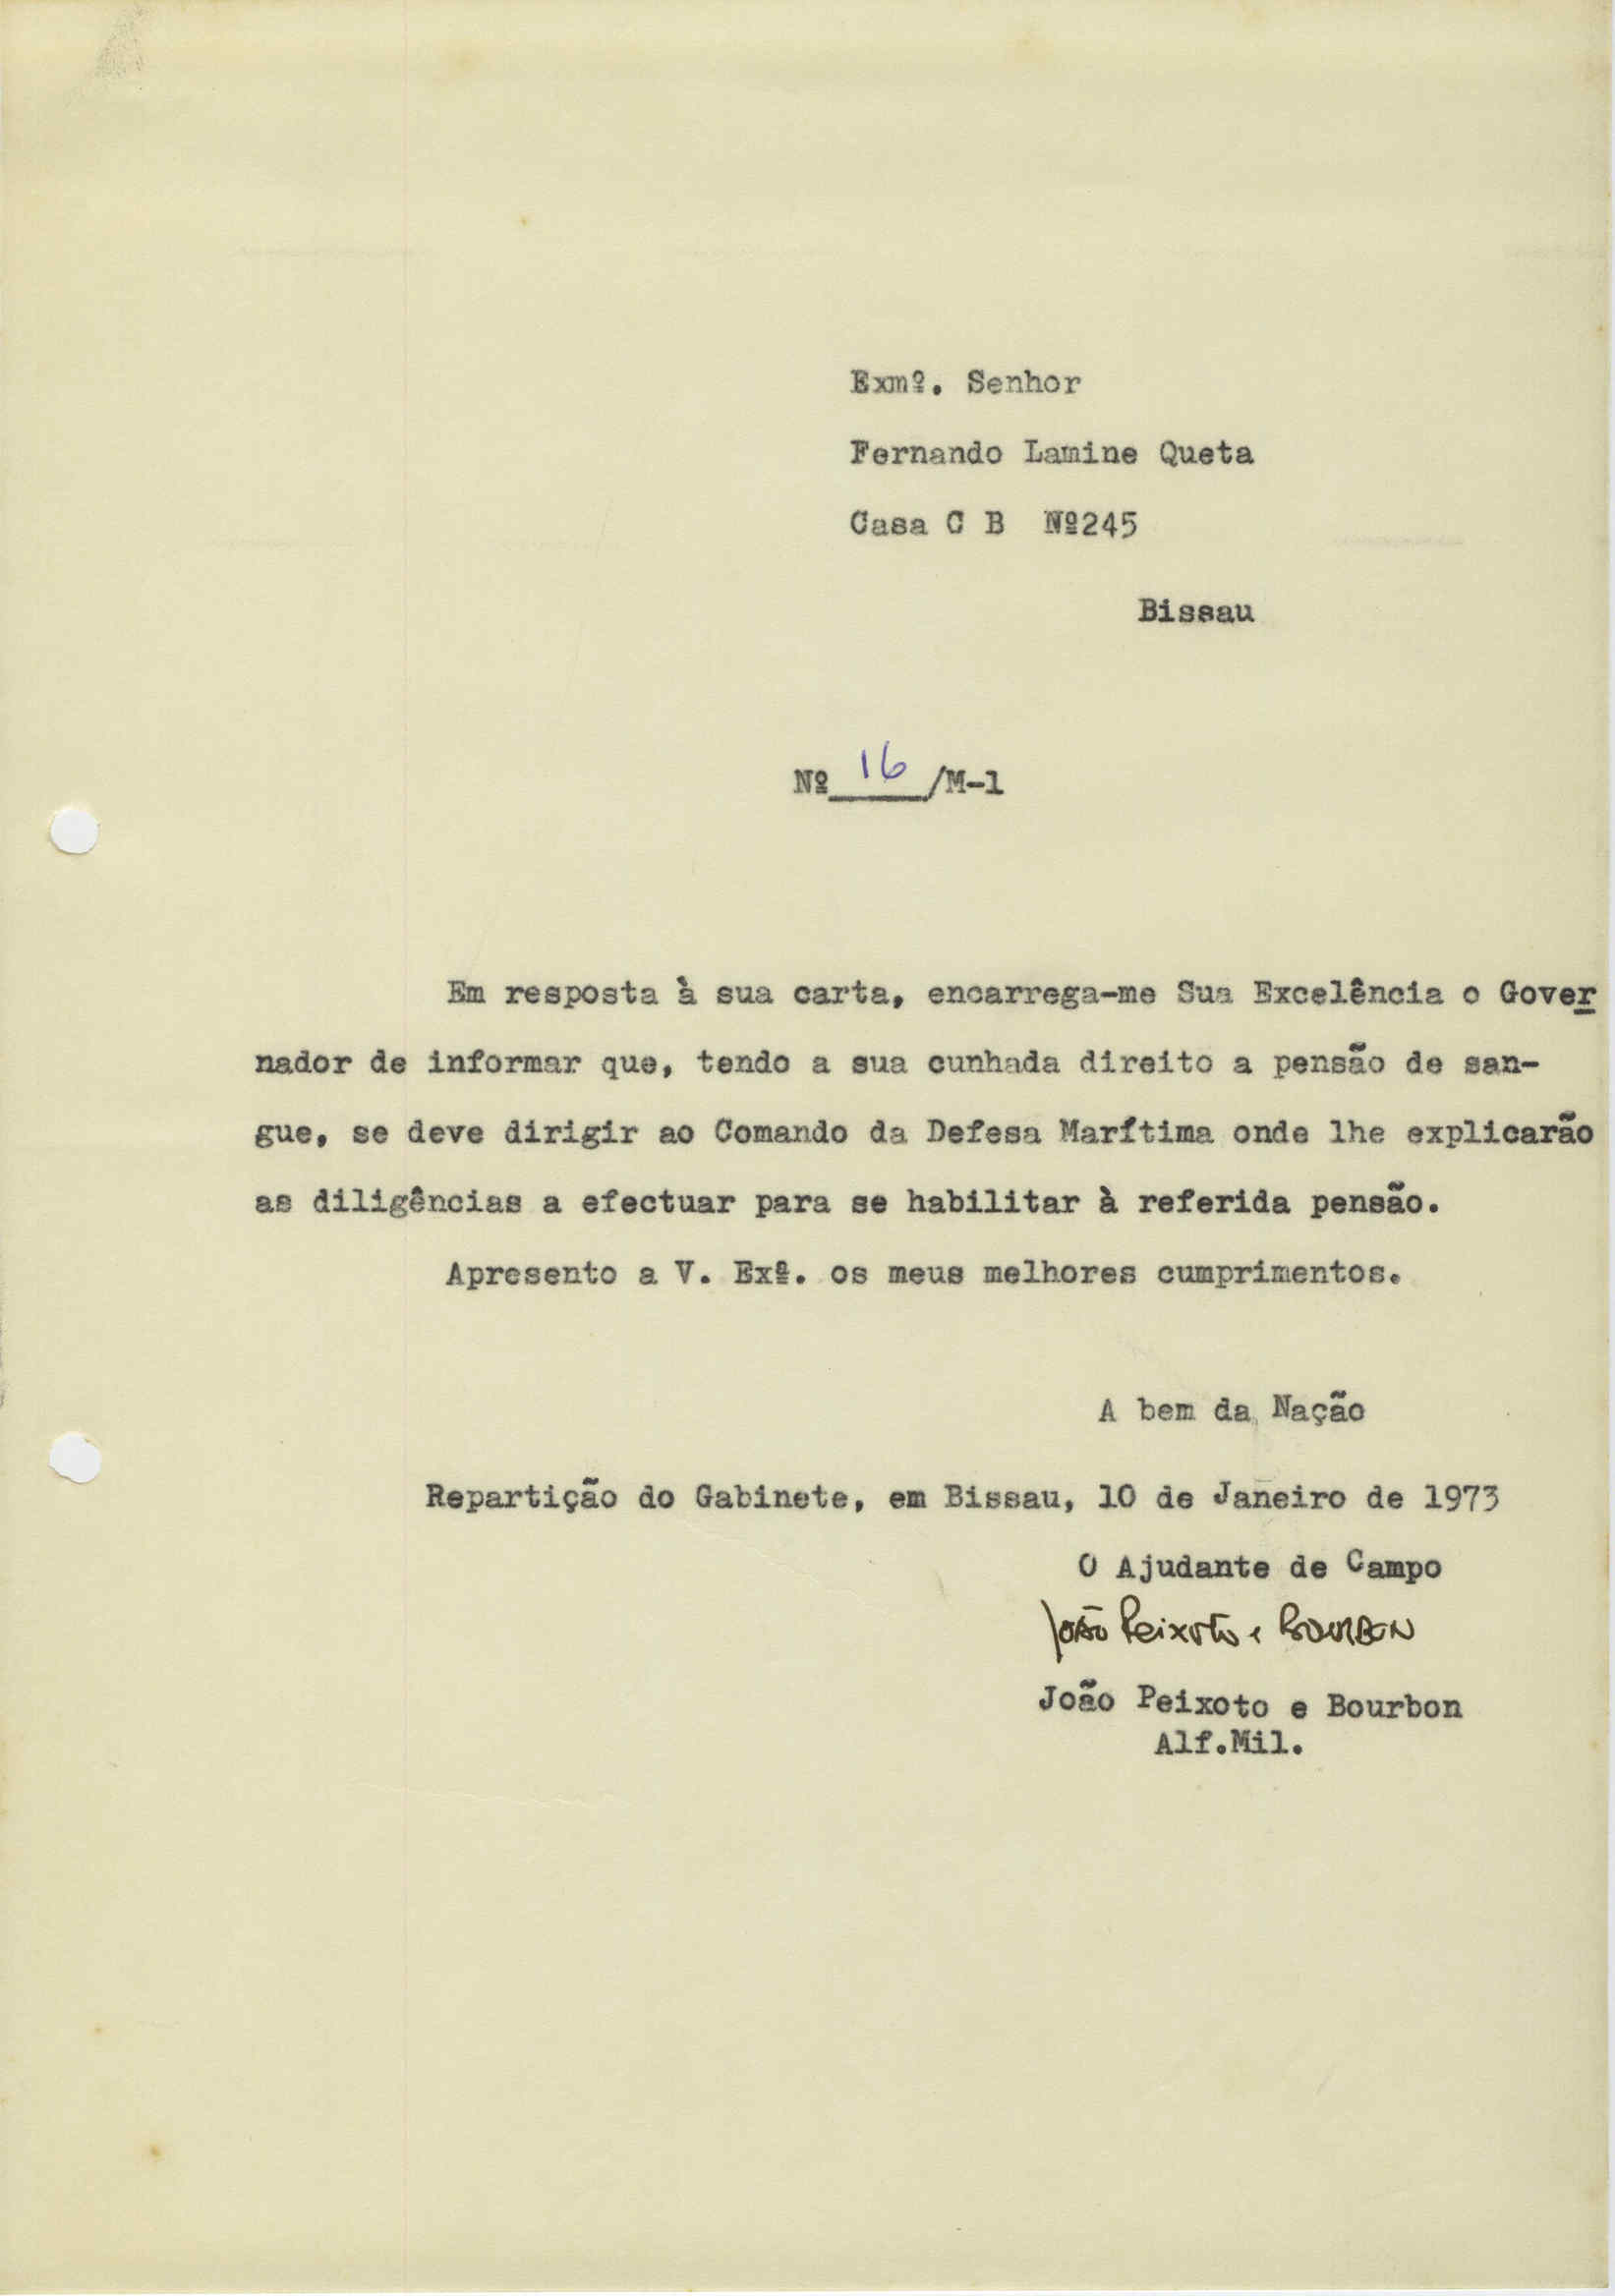 Exmº. Senhor
Fernando Lamine Queta
Casa C B Nº245
Bissau
Nº 16 /M-1
Em resposta à sua carta, encarrega-me Sua Excelência o Gover
nador de informar que, tendo a sua cunhada direito a pensão de san-
gue, se deve dirigir ao Comando da Defesa Marítima onde lhe explicarão
as diligências a efectuar para se habilitar à referida pensão.
Apresento a V. Exª. os meus melhores cumprimentos.
A bem da Nação
Repartição do Gabinete, em Bissau, 10 de Janeiro de 1973
O Ajudante de Campo
João Peixoto e Bourbon
João Peixoto e Bourbon
Alf.Mil.